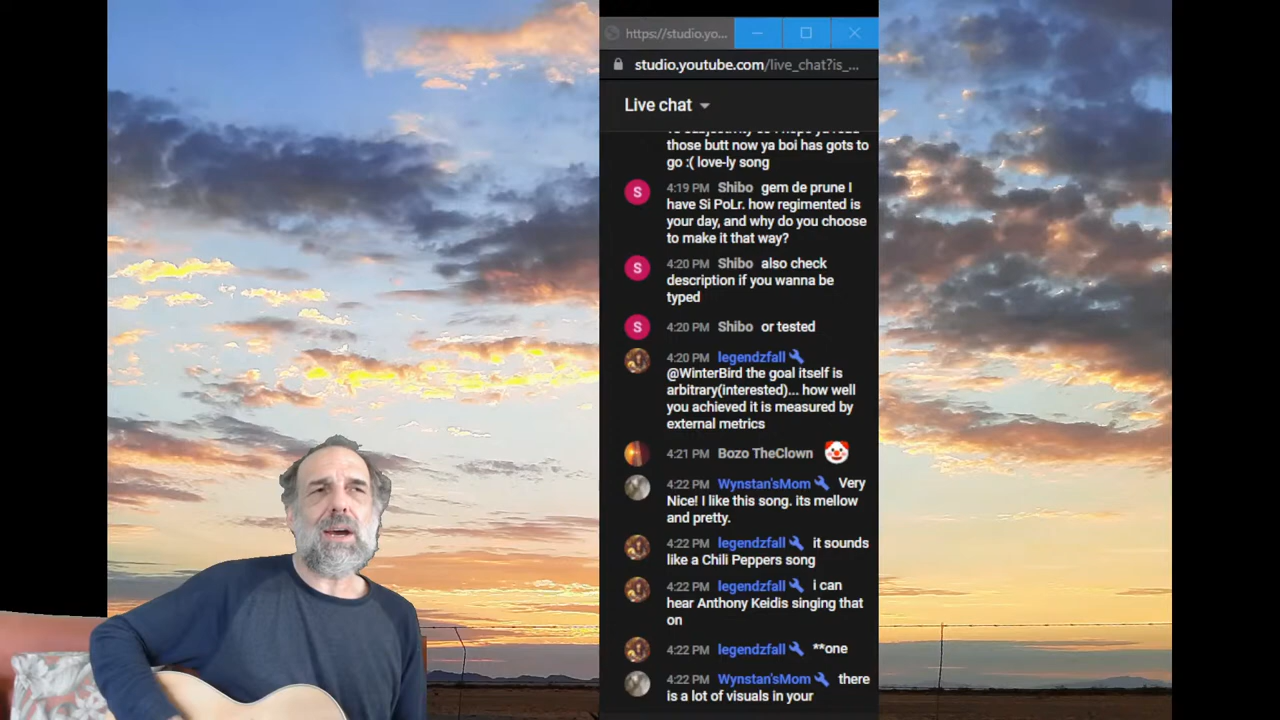 https://studio.yo...
studio.youtube.com/live_chat?is_...
Live chat
those butt now ya boi has gots to
go :( love-ly song
S
4:19 PM Shibo gem de prune I
have Si PoLr. how regimented is
your day, and why do you choose
to make it that way?
S
4:20 PM Shibo also check
description if you wanna be
typed
S
4:20 PM Shibo or tested
4:20 PM legendzfall
@WinterBird the goal itself is
arbitrary(interested)... how well
you achieved it is measured by
external metrics
4:21 PM Bozo TheClown
4:22 PM Wynstan'sMom Very
Nice! I like this song. its mellow
and pretty.
4:22 PM legendzfall it sounds
like a Chili Peppers song
4:22 PM legendzfall i can
hear Anthony Keidis singing that
on
4:22 PM legendzfall **one
4:22 PM Wynstan'sMom there
is a lot of visuals in your